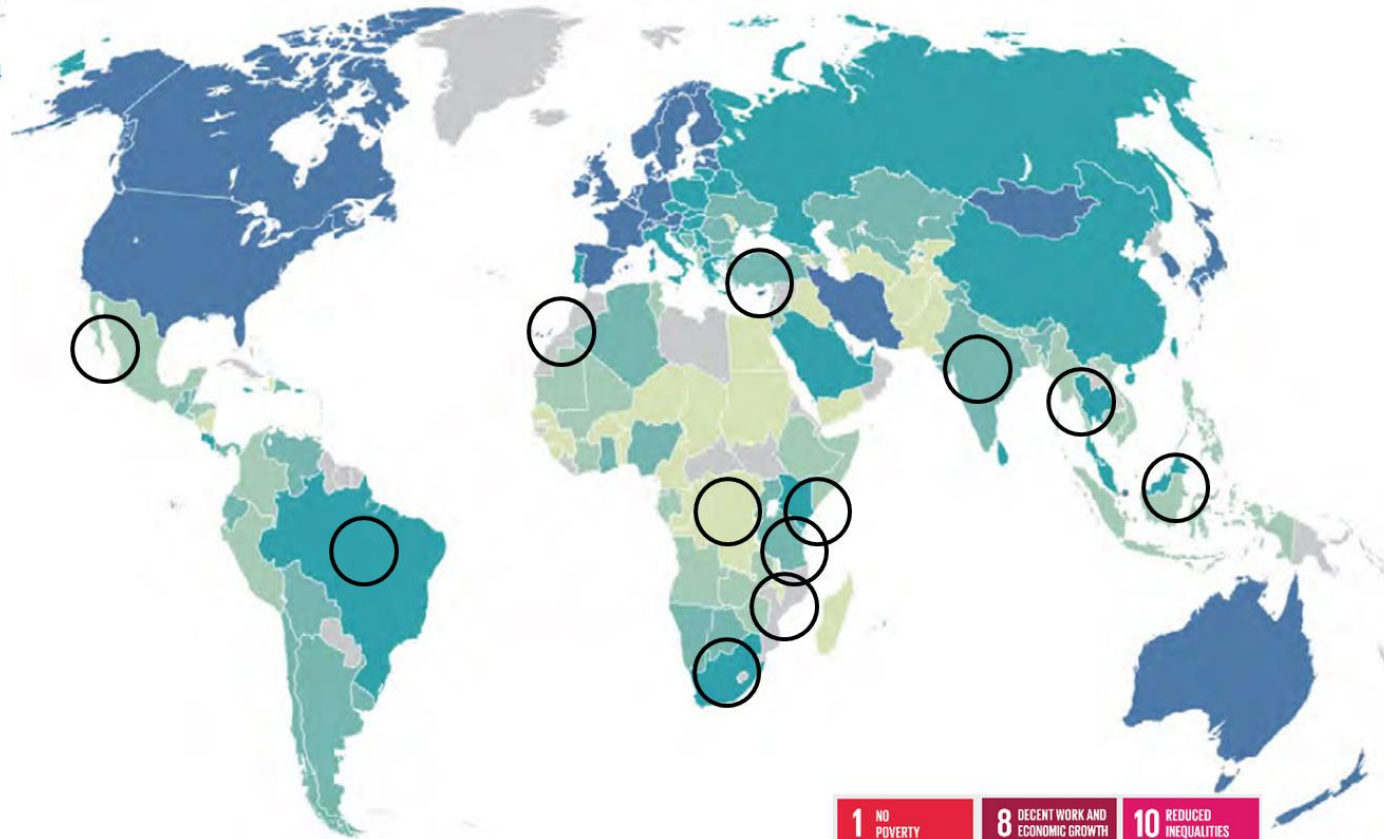 1 NO
POVERTY
8 DECENT WORK AND
ECONOMIC GROWTH
10 REDUCED
INEQUALITIES